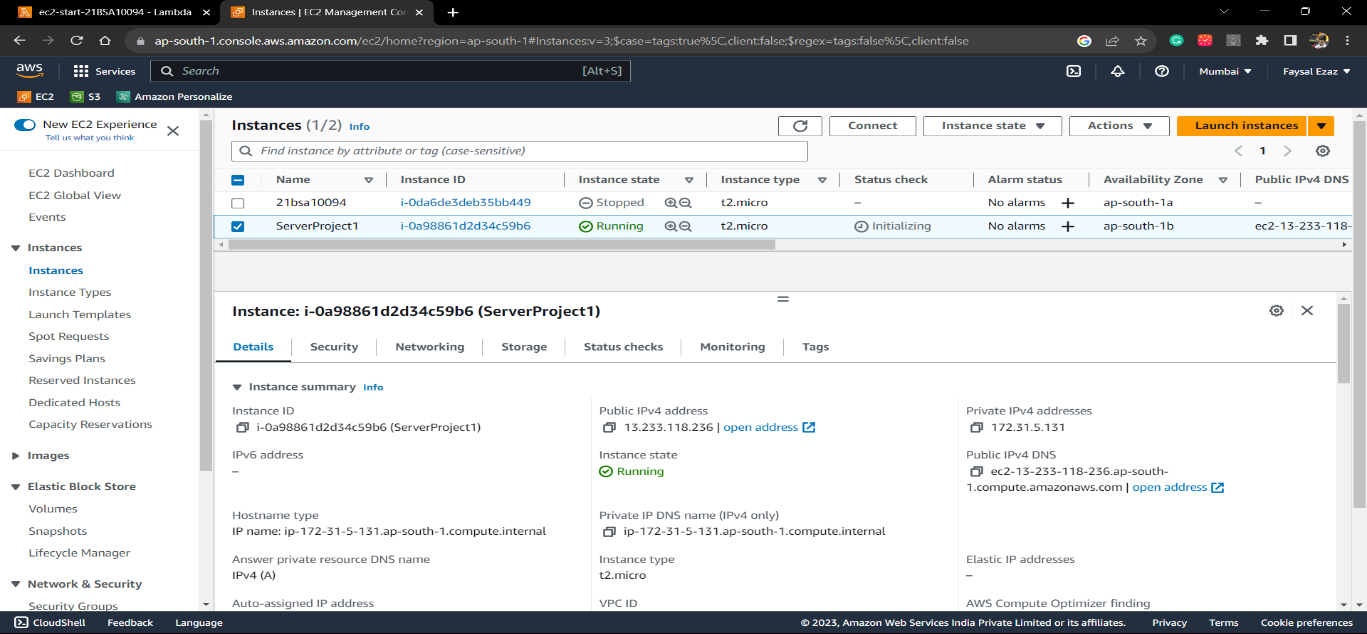 ec2-start-21BSA10094 - Lambda
Instances | EC2 Management Con
ap-south-1.console.aws.amazon.com/ec2/home?region=ap-south-1#Instances:v=3;$case=tags:true%5C,client:false;$regex=tags:false%5C,client:false
aws
Services
Search
[Alt+S]
Mumbai
Faysal Ezaz
EC2
S3
Amazon Personalize
New EC2 Experience
Tell us what you think
EC2 Dashboard
EC2 Global View
Events
Instances
Instances
Instance Types
Launch Templates
Spot Requests
Savings Plans
Reserved Instances
Dedicated Hosts
Capacity Reservations
Images
Elastic Block Store
Volumes
Snapshots
Lifecycle Manager
Network & Security
Security Groups
Instances (1/2) Info
Connect
Instance state
Actions
Launch instances
Find instance by attribute or tag (case-sensitive)
1
Name Instance ID Instance state Instance type Status check Alarm status Availability Zone Public IPv4 DNS
21bsa10094 i-0da6de3deb35bb449 Stopped t2.micro – No alarms + ap-south-1a –
ServerProject1 i-0a98861d2d34c59b6 Running t2.micro Initializing No alarms + ap-south-1b ec2-13-233-118-
Instance: i-0a98861d2d34c59b6 (ServerProject1)
Details Security Networking Storage Status checks Monitoring Tags
Instance summary Info
Instance ID
i-0a98861d2d34c59b6 (ServerProject1)
Public IPv4 address
13.233.118.236 | open address
Private IPv4 addresses
172.31.5.131
IPv6 address
–
Instance state
Running
Public IPv4 DNS
ec2-13-233-118-236.ap-south-
1.compute.amazonaws.com | open address
Hostname type
IP name: ip-172-31-5-131.ap-south-1.compute.internal
Private IP DNS name (IPv4 only)
ip-172-31-5-131.ap-south-1.compute.internal
Answer private resource DNS name
IPv4 (A)
Instance type
t2.micro
Elastic IP addresses
–
Auto-assigned IP address
VPC ID
AWS Compute Optimizer finding
CloudShell
Feedback
Language
© 2023, Amazon Web Services India Private Limited or its affiliates.
Privacy
Terms
Cookie preferences